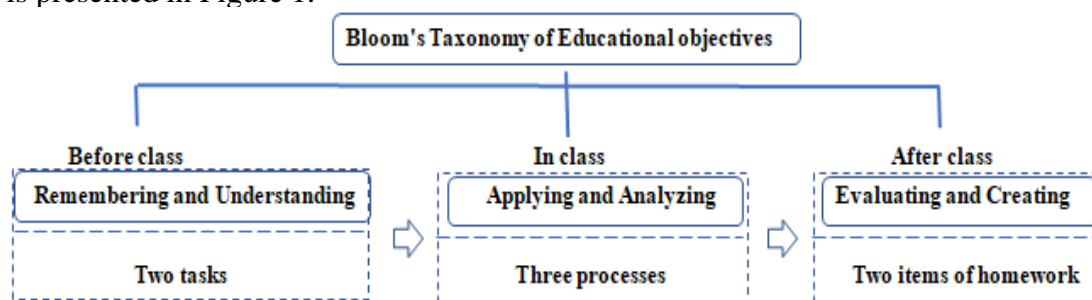 is presented in Figure 1.
Bloom's Taxonomy of Educational objectives
Before class
In class
After class
Remembering and Understanding
Applying and Analyzing
Evaluating and Creating
Two tasks
Three processes
Two items of homework